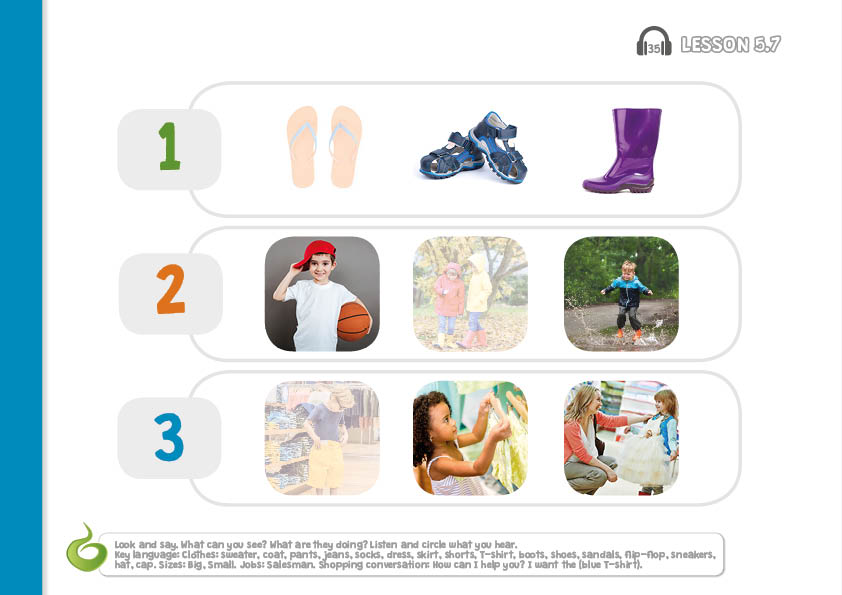 35 LESSON 5.7
1
2
3
Look and say. What can you see? What are they doing? Listen and circle what you hear.
Key language: Clothes: sweater, coat, pants, jeans, socks, dress, skirt, shorts, T-shirt, boots, shoes, sandals, flip-flop, sneakers,
hat, cap. Sizes: Big, Small. Jobs: Salesman. Shopping conversation: How can I help you? I want the (blue T-shirt).